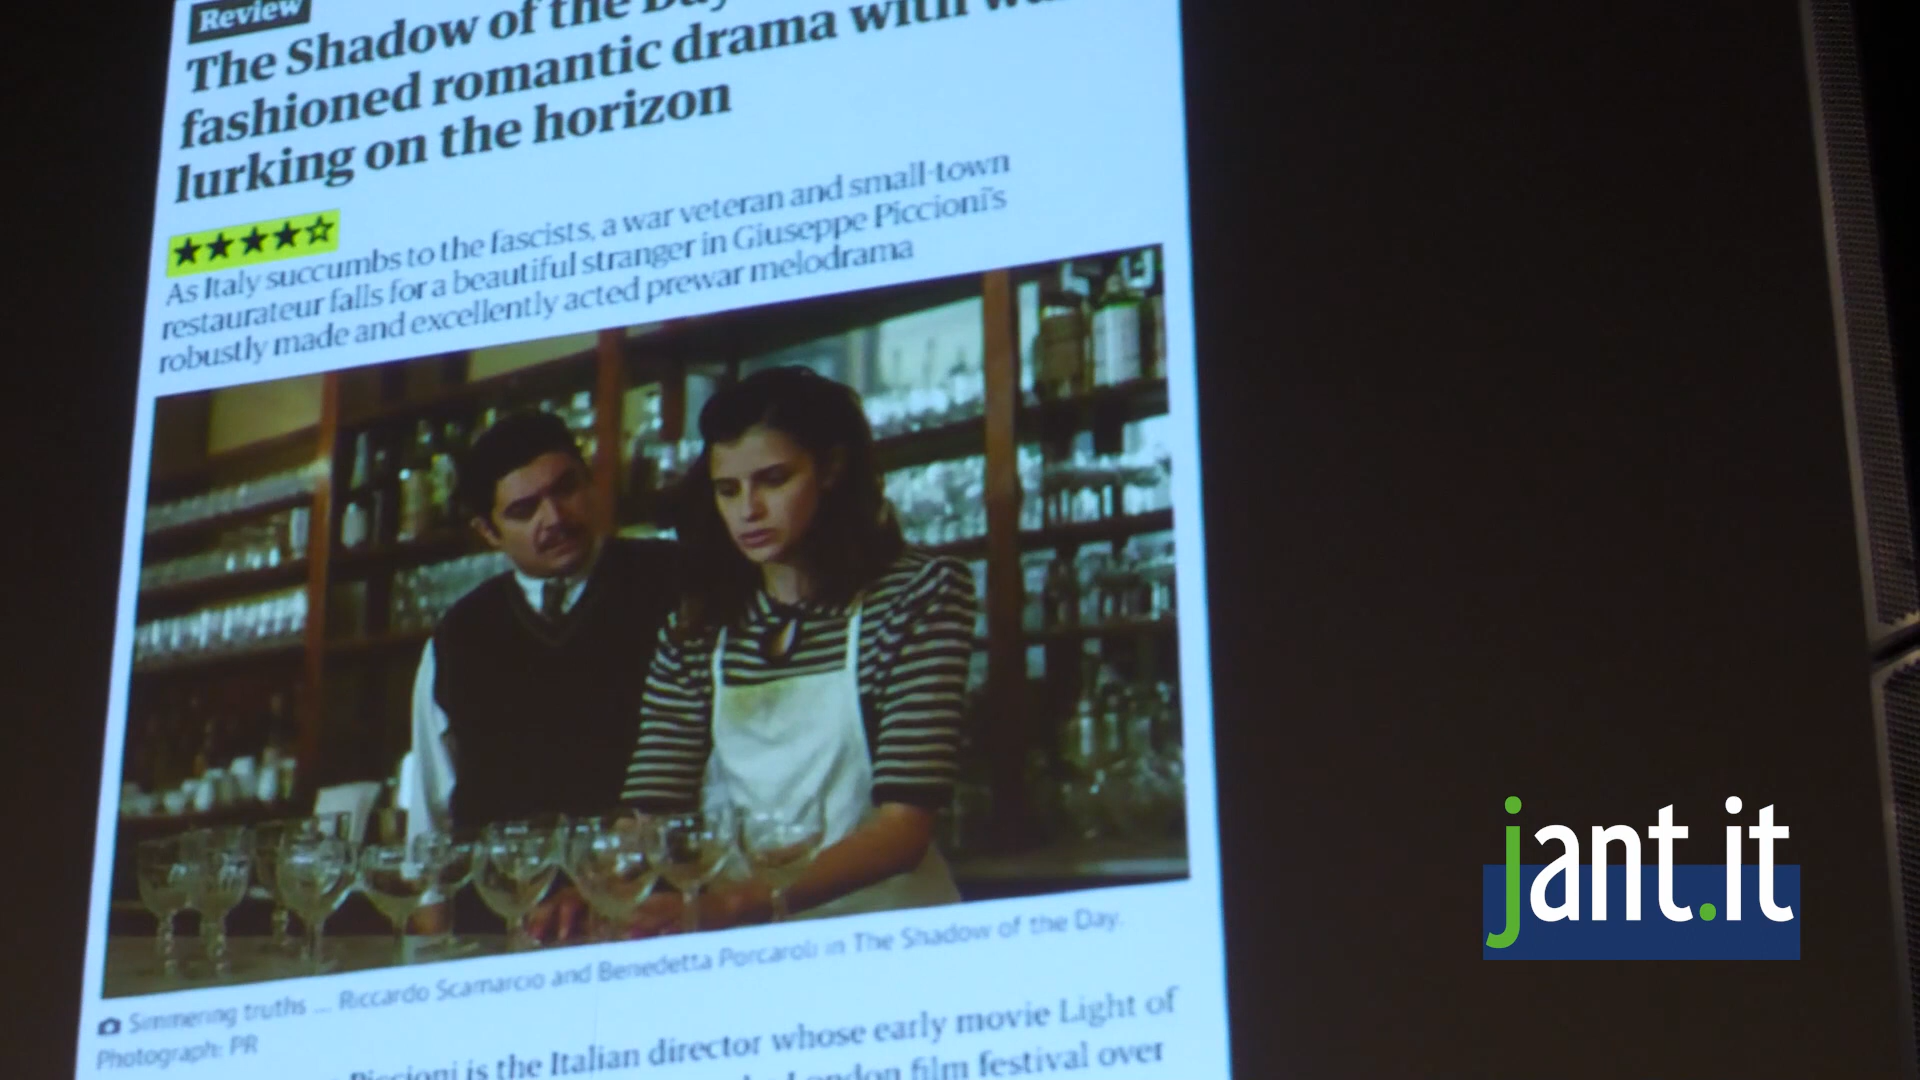 Review
The Shadow of the Day
fashioned romantic drama with
lurking on the horizon
★★★★☆
As Italy succumbs to the fascists, a war veteran and small-town
restaurateur falls for a beautiful stranger in Giuseppe Piccioni's
robustly made and excellently acted prewar melodrama
Simmering truths ... Riccardo Scamarcio and Benedetta Porcaroli in The Shadow of the Day.
Photograph: PR
Piccioni is the Italian director whose early movie Light of
London film festival over
jant.it